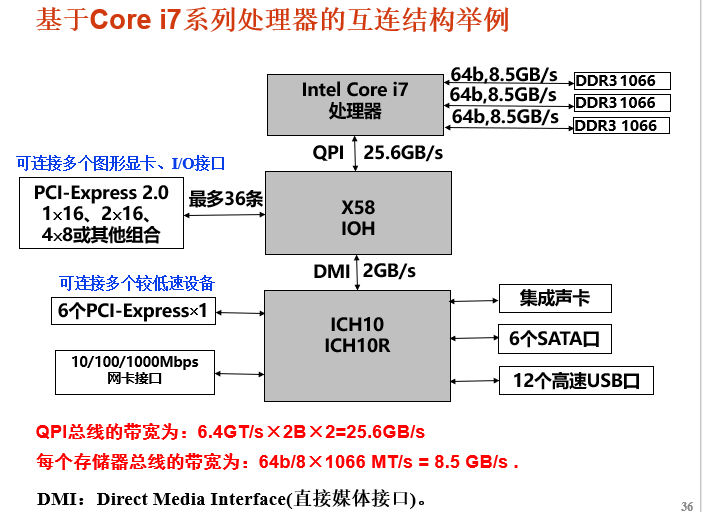 基于Core i7系列处理器的互连结构举例
Intel Core i7
处理器
64b,8.5GB/s
DDR3 1066
64b,8.5GB/s
DDR3 1066
64b,8.5GB/s
DDR3 1066
QPI 25.6GB/s
可连接多个图形显卡、I/O接口
PCI-Express 2.0
1×16、2×16、
4×8或其他组合
最多36条
X58
IOH
DMI 2GB/s
可连接多个较低速设备
6个PCI-Express×1
10/100/1000Mbps
网卡接口
ICH10
ICH10R
集成声卡
6个SATA口
12个高速USB口
QPI总线的带宽为：6.4GT/s×2B×2=25.6GB/s
每个存储器总线的带宽为：64b/8×1066 MT/s = 8.5 GB/s .
DMI：Direct Media Interface(直接媒体接口)。
36